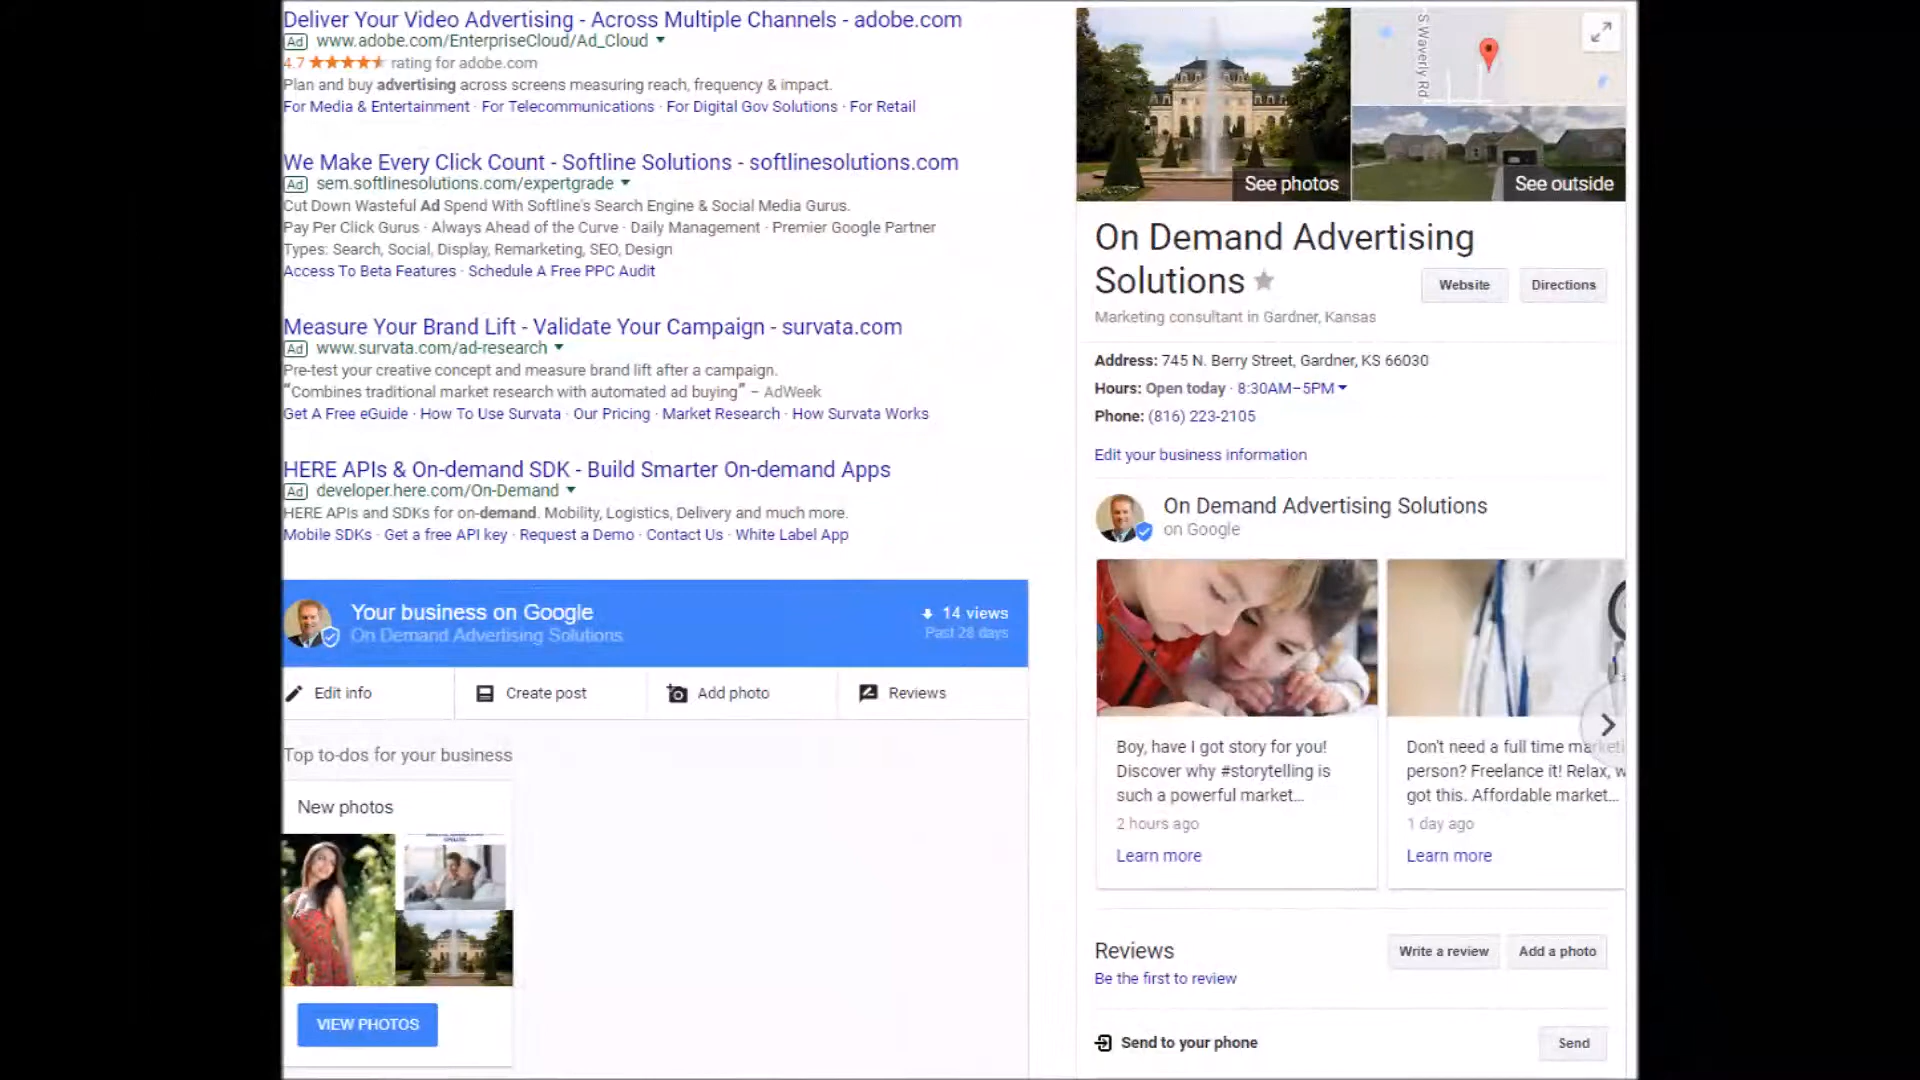 Deliver Your Video Advertising - Across Multiple Channels - adobe.com
Ad www.adobe.com/EnterpriseCloud/Ad_Cloud
4.7 rating for adobe.com
Plan and buy advertising across screens measuring reach, frequency & impact.
For Media & Entertainment · For Telecommunications · For Digital Gov Solutions · For Retail
We Make Every Click Count - Softline Solutions - softlinesolutions.com
Ad sem.softlinesolutions.com/expertgrade
Cut Down Wasteful Ad Spend With Softline's Search Engine & Social Media Gurus.
Pay Per Click Gurus · Always Ahead of the Curve · Daily Management · Premier Google Partner
Types: Search, Social, Display, Remarketing, SEO, Design
Access To Beta Features · Schedule A Free PPC Audit
Measure Your Brand Lift - Validate Your Campaign - survata.com
Ad www.survata.com/ad-research
Pre-test your creative concept and measure brand lift after a campaign.
"Combines traditional market research with automated ad buying" – AdWeek
Get A Free eGuide · How To Use Survata · Our Pricing · Market Research · How Survata Works
HERE APIs & On-demand SDK - Build Smarter On-demand Apps
Ad developer.here.com/On-Demand
HERE APIs and SDKs for on-demand. Mobility, Logistics, Delivery and much more.
Mobile SDKs · Get a free API key · Request a Demo · Contact Us · White Label App
Your business on Google
On Demand Advertising Solutions
14 views
Past 28 days
Edit info
Create post
Add photo
Reviews
Top to-dos for your business
New photos
VIEW PHOTOS
S Waverly Rd
See photos
See outside
On Demand Advertising
Solutions
Website
Directions
Marketing consultant in Gardner, Kansas
Address: 745 N. Berry Street, Gardner, KS 66030
Hours: Open today · 8:30AM–5PM
Phone: (816) 223-2105
Edit your business information
On Demand Advertising Solutions
on Google
Boy, have I got story for you!
Discover why #storytelling is
such a powerful market...
2 hours ago
Learn more
Don't need a full time marketi
person? Freelance it! Relax, w
got this. Affordable market...
1 day ago
Learn more
Reviews
Write a review
Add a photo
Be the first to review
Send to your phone
Send